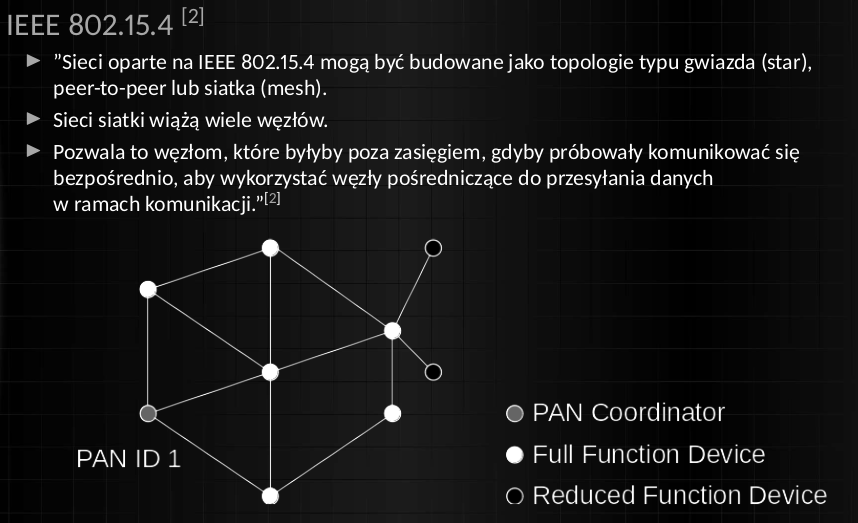 IEEE 802.15.4 [2]
”Sieci oparte na IEEE 802.15.4 mogą być budowane jako topologie typu gwiazda (star),
peer-to-peer lub siatka (mesh).
Sieci siatki wiążą wiele węzłów.
Pozwala to węzłom, które byłyby poza zasięgiem, gdyby próbowały komunikować się
bezpośrednio, aby wykorzystać węzły pośredniczące do przesyłania danych
w ramach komunikacji.”[2]
PAN Coordinator
Full Function Device
PAN ID 1
Reduced Function Device